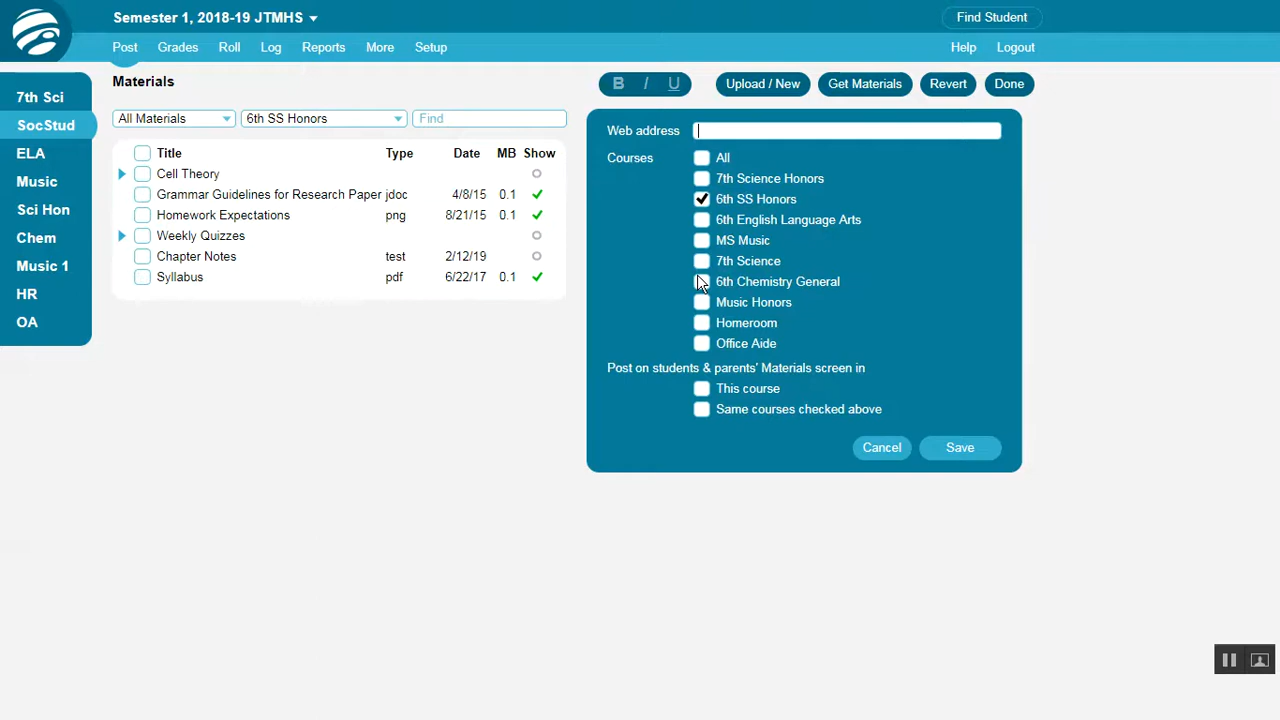 Semester 1, 2018-19 JTMHS
Find Student
Post Grades Roll Log Reports More Setup
Help Logout
7th Sci
SocStud
ELA
Music
Sci Hon
Chem
Music 1
HR
OA
Materials
All Materials 6th SS Honors Find
Title Type Date MB Show
Cell Theory
Grammar Guidelines for Research Paper jdoc 4/8/15 0.1
Homework Expectations png 8/21/15 0.1
Weekly Quizzes
Chapter Notes test 2/12/19
Syllabus pdf 6/22/17 0.1
B I U Upload / New Get Materials Revert Done
Web address
Courses All
7th Science Honors
6th SS Honors
6th English Language Arts
MS Music
7th Science
6th Chemistry General
Music Honors
Homeroom
Office Aide
Post on students & parents' Materials screen in
This course
Same courses checked above
Cancel Save